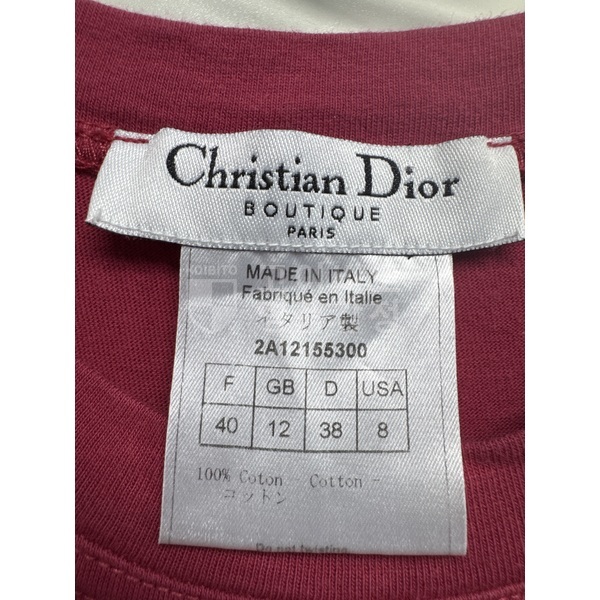 Christian Dior
BOUTIQUE
PARIS
KOIBITO
MADE IN ITALY
Fabriqué en Italie
イタリア製
2A12155300
F GB D USA
40 12 38 8
100% Coton - Cotton -
コットン